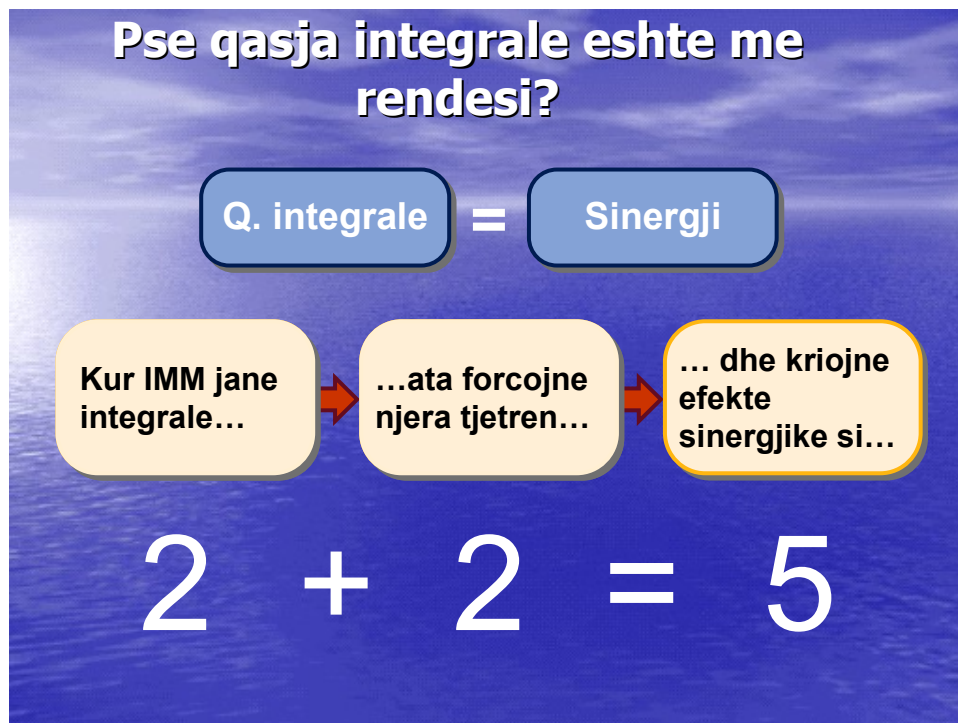 Pse qasja integrale eshte me
rendesi?
Q. integrale = Sinergji
Kur IMM jane
integrale…
…ata forcojne
njera tjetren…
… dhe kriojne
efekte
sinergjike si…
2 + 2 = 5